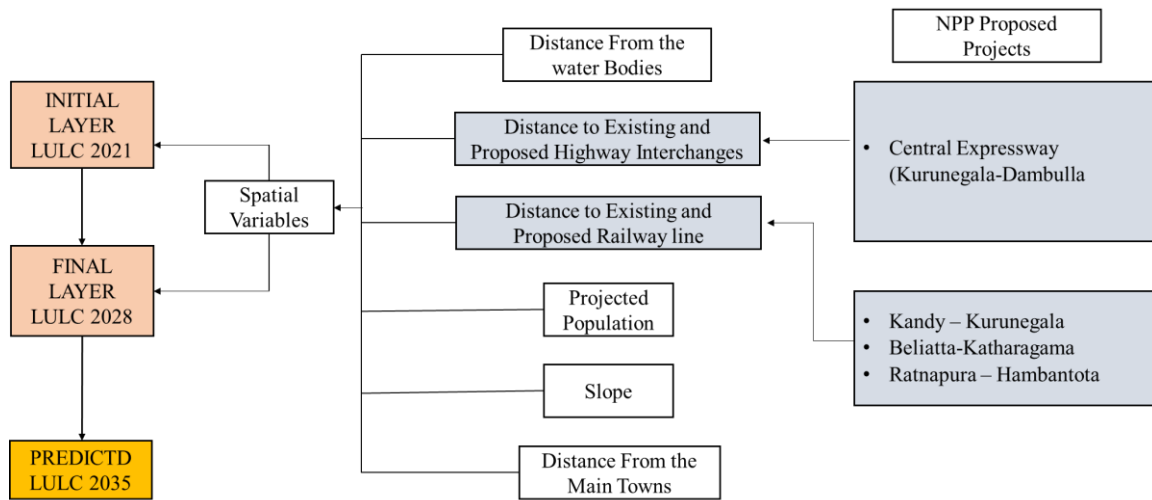 INITIAL
LAYER
LULC 2021
FINAL
LAYER
LULC 2028
PREDICTD
LULC 2035
Spatial
Variables
Distance From the
water Bodies
Distance to Existing and
Proposed Highway Interchanges
Distance to Existing and
Proposed Railway line
Projected
Population
Slope
Distance From the
Main Towns
NPP Proposed
Projects
• Central Expressway
(Kurunegala-Dambulla
• Kandy – Kurunegala
• Beliatta-Katharagama
• Ratnapura – Hambantota